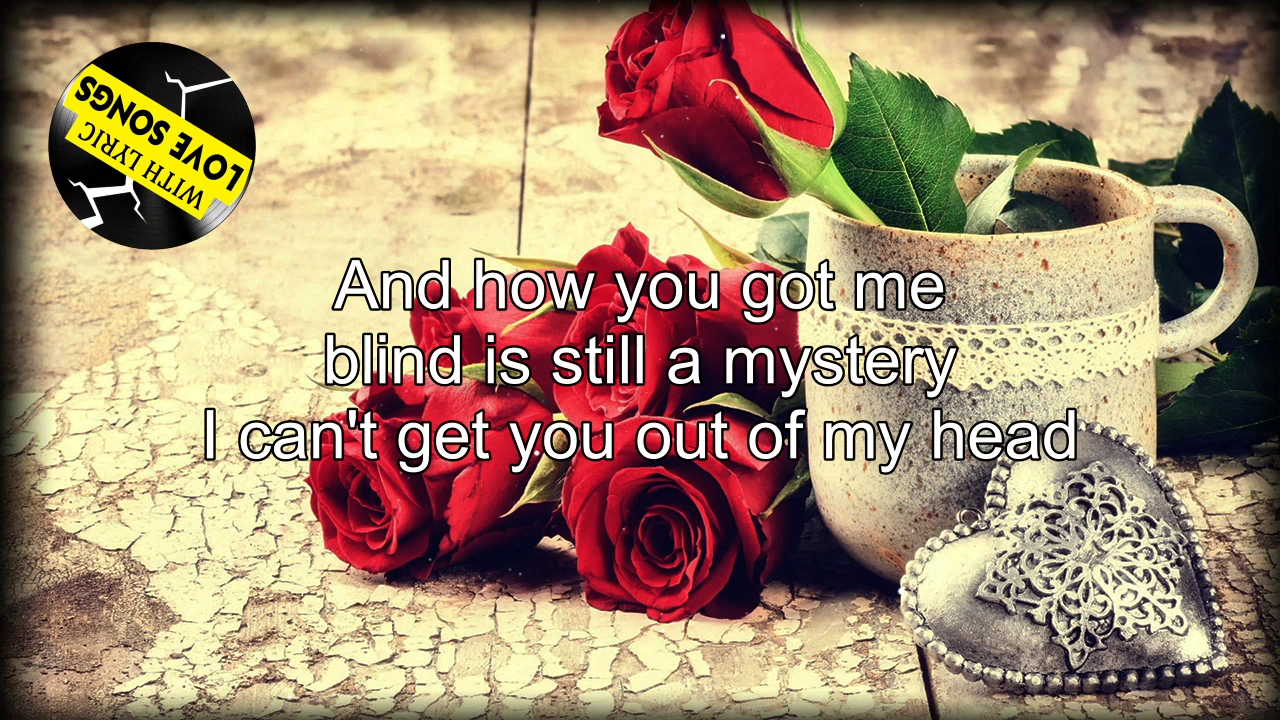 LOVE SONGS
WITH LYRIC
And how you got me
blind is still a mystery
I can't get you out of my head